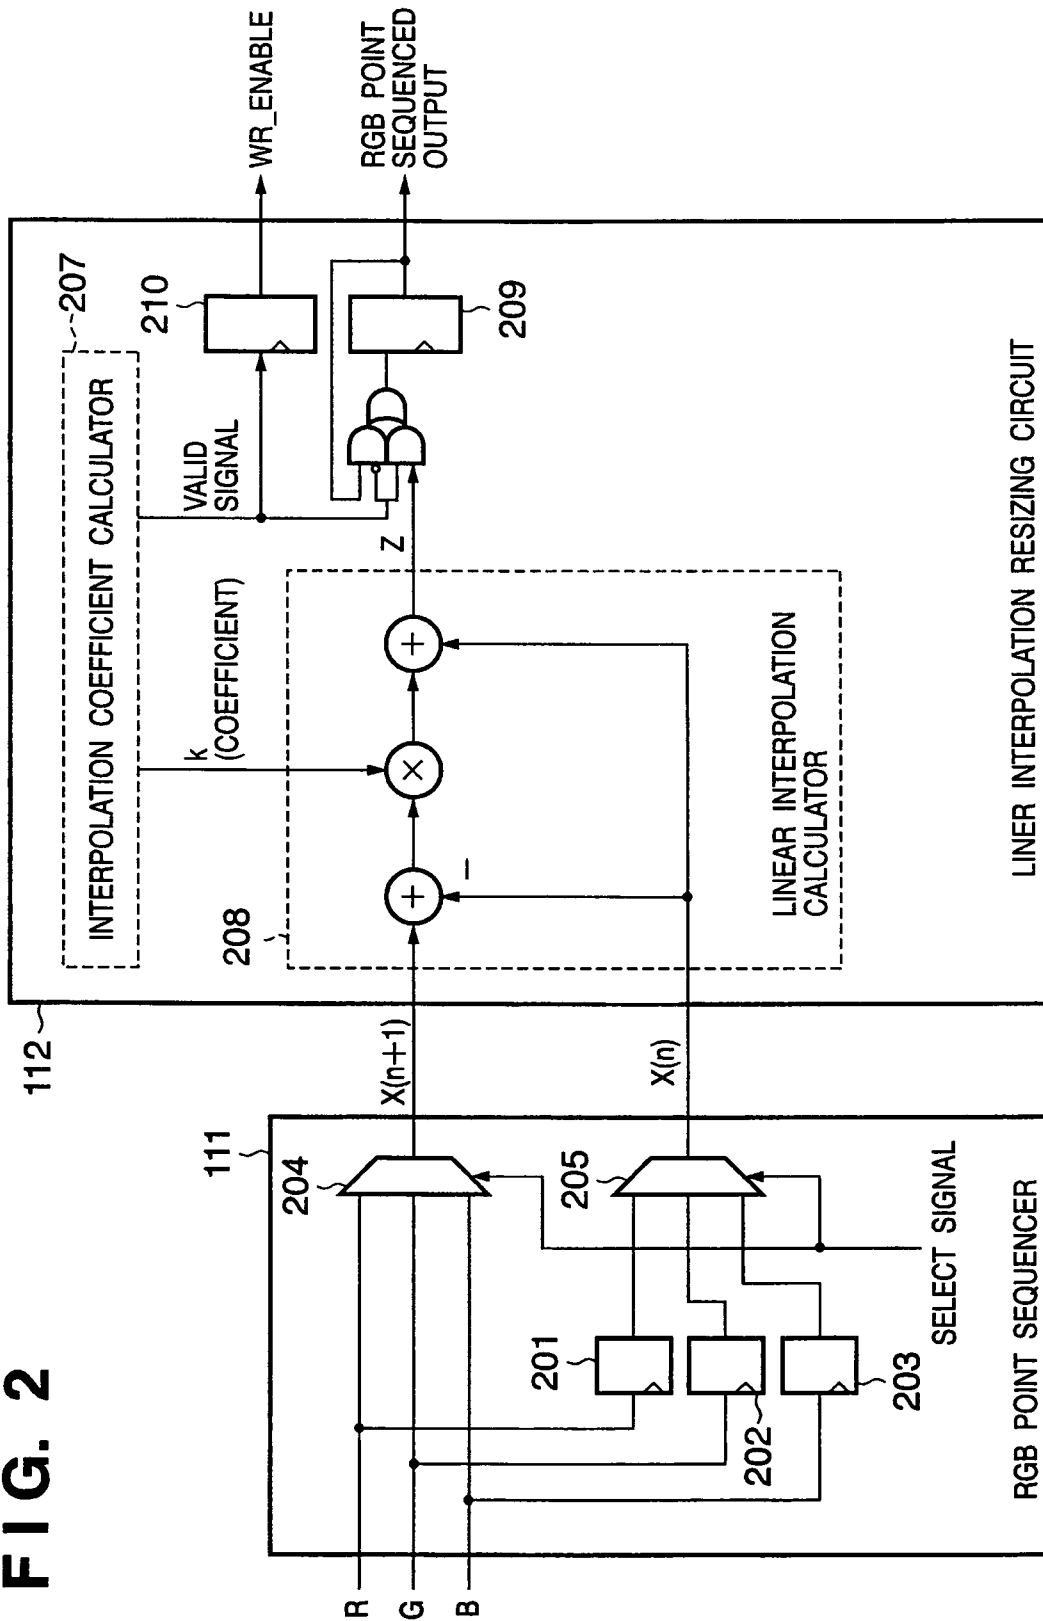 FIG. 2
112
INTERPOLATION COEFFICIENT CALCULATOR
207
k
(COEFFICIENT)
VALID
SIGNAL
210
WR_ENABLE
111
204
208
R
G
B
X(n+1)
+
×
+
Z
209
RGB POINT
SEQUENCED
OUTPUT
−
201
202
203
205
X(n)
LINEAR INTERPOLATION
CALCULATOR
SELECT SIGNAL
RGB POINT SEQUENCER
LINER INTERPOLATION RESIZING CIRCUIT